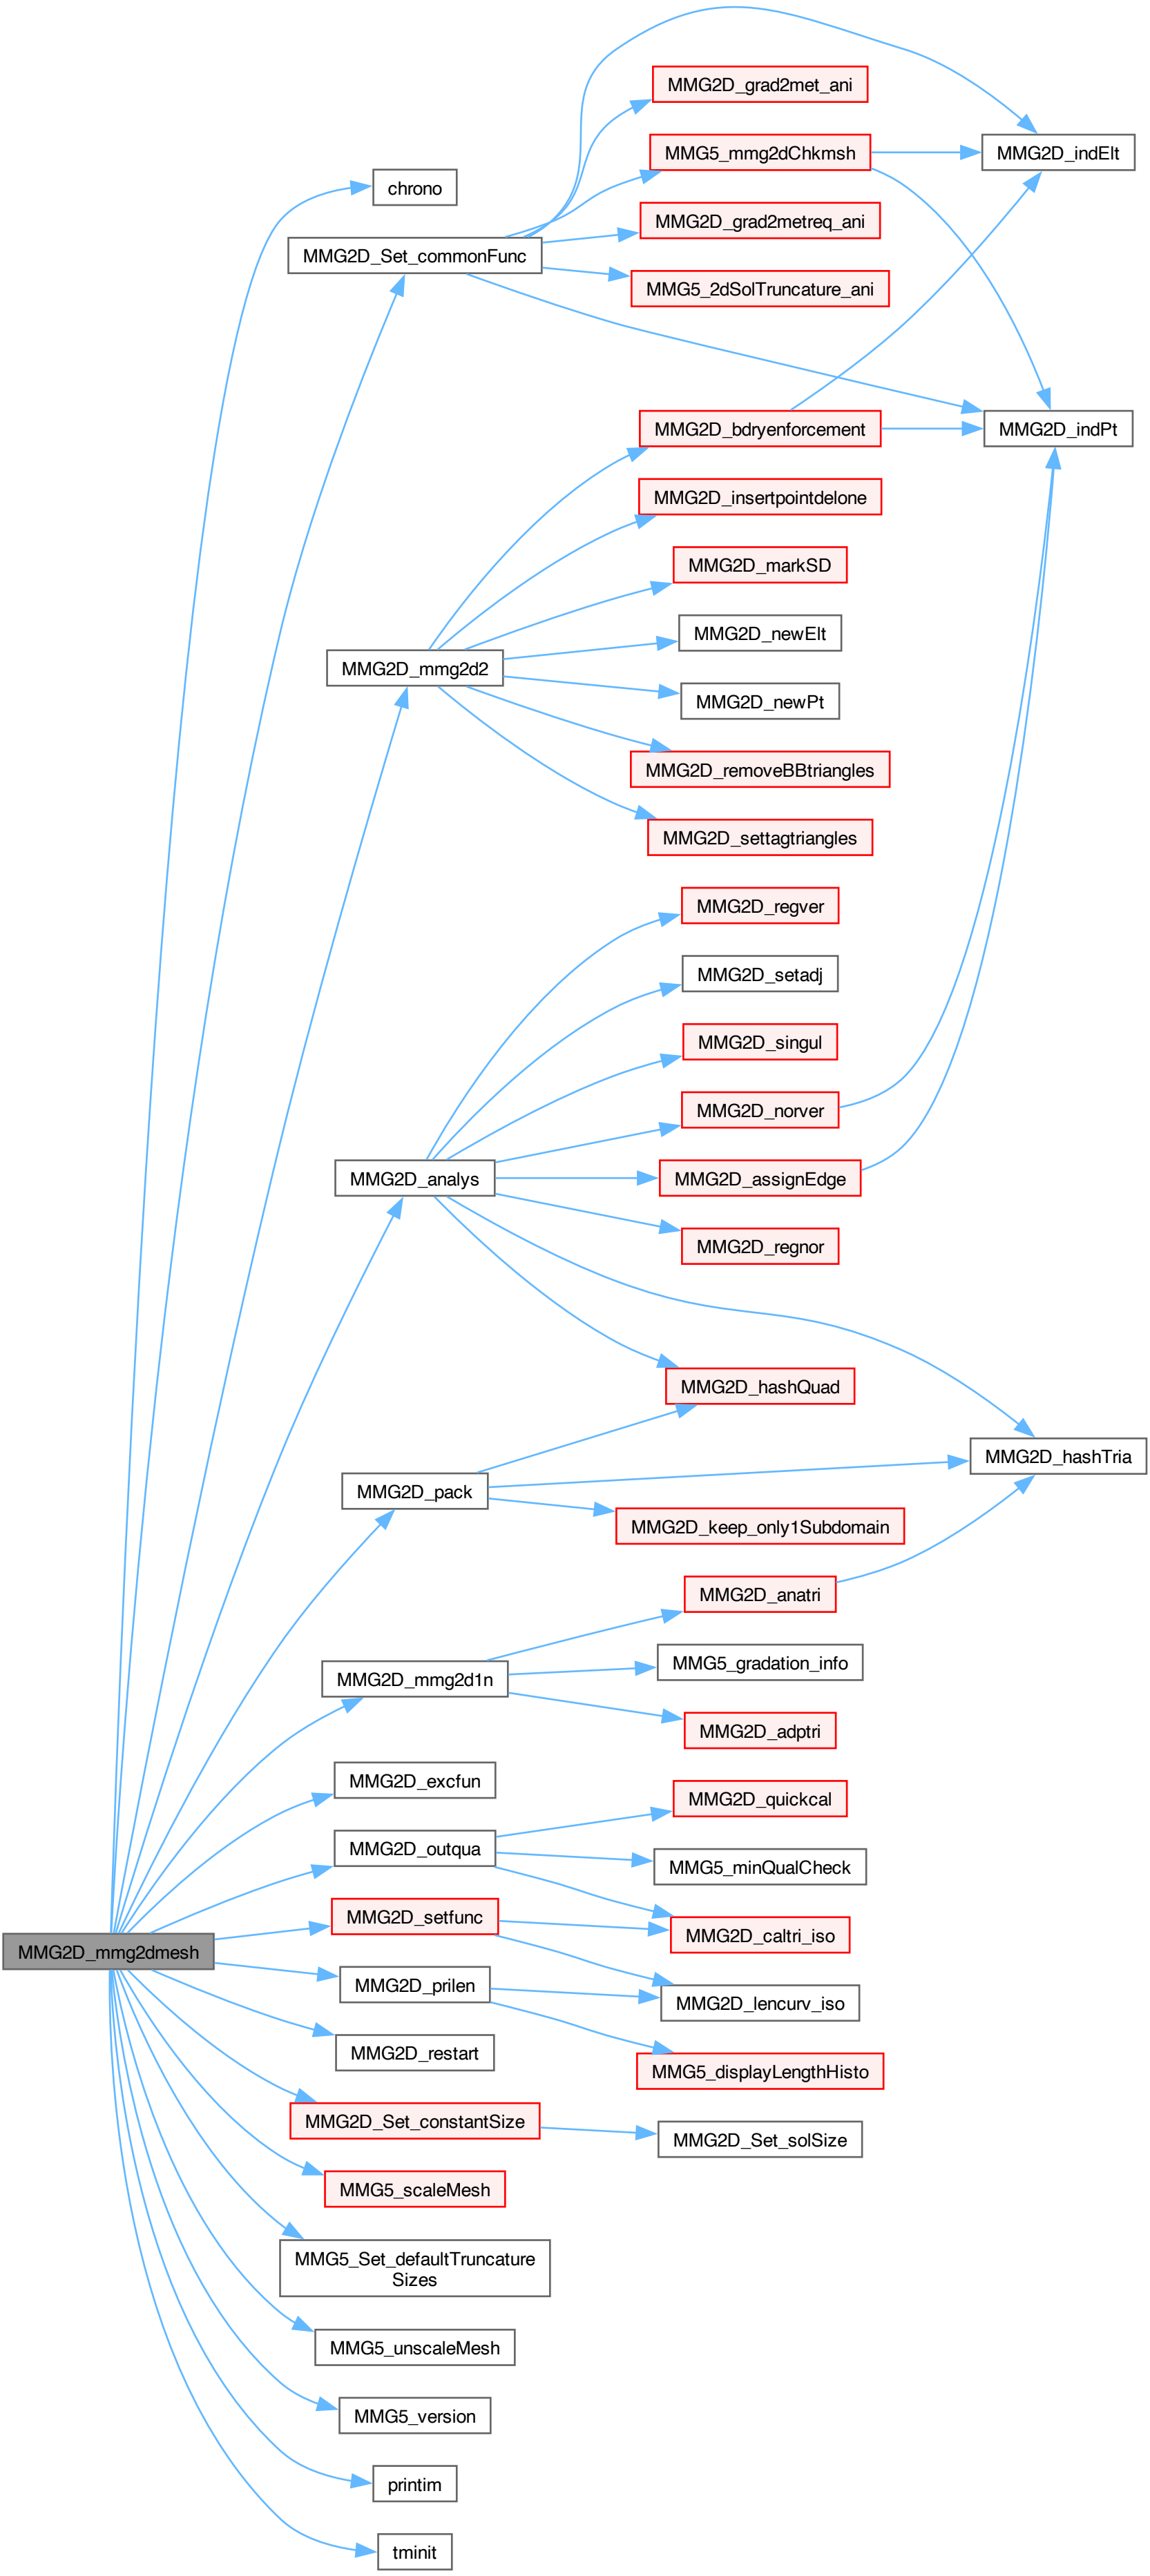 MMG2D_grad2met_ani
MMG5_mmg2dChkmsh
MMG2D_indElt
chrono
MMG2D_grad2metreq_ani
MMG2D_Set_commonFunc
MMG5_2dSolTruncature_ani
MMG2D_bdryenforcement
MMG2D_indPt
MMG2D_insertpointdelone
MMG2D_markSD
MMG2D_newElt
MMG2D_mmg2d2
MMG2D_newPt
MMG2D_removeBBtriangles
MMG2D_settagtriangles
MMG2D_regver
MMG2D_setadj
MMG2D_singul
MMG2D_norver
MMG2D_analys
MMG2D_assignEdge
MMG2D_regnor
MMG2D_hashQuad
MMG2D_hashTria
MMG2D_pack
MMG2D_keep_only1Subdomain
MMG2D_anatri
MMG5_gradation_info
MMG2D_mmg2d1n
MMG2D_adptri
MMG2D_excfun
MMG2D_quickcal
MMG2D_outqua
MMG5_minQualCheck
MMG2D_setfunc
MMG2D_caltri_iso
MMG2D_mmg2dmesh
MMG2D_prilen
MMG2D_lencurv_iso
MMG2D_restart
MMG5_displayLengthHisto
MMG2D_Set_constantSize
MMG2D_Set_solSize
MMG5_scaleMesh
MMG5_Set_defaultTruncature
Sizes
MMG5_unscaleMesh
MMG5_version
printim
tminit